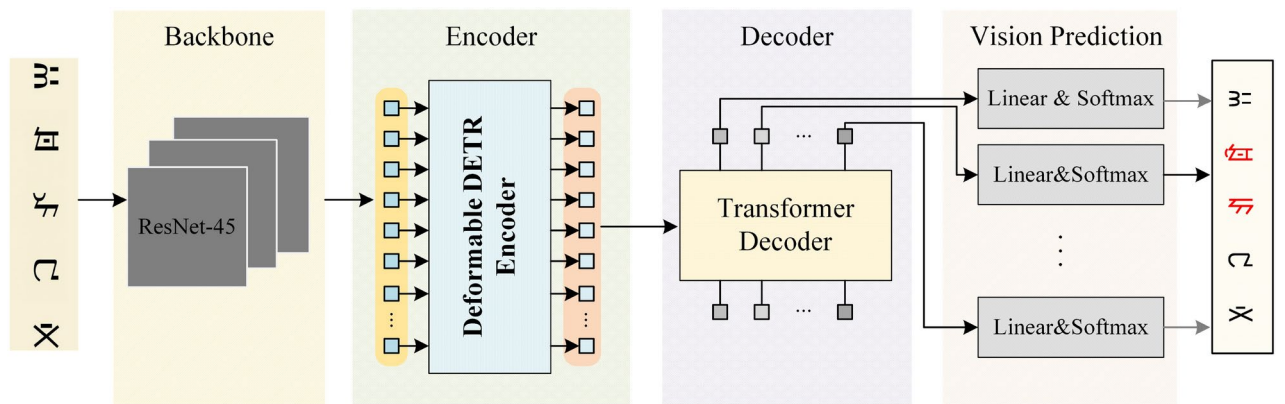 Backbone
Encoder
Decoder
Vision Prediction
ResNet-45
Deformable DETR
Encoder
Transformer
Decoder
Linear & Softmax
Linear&Softmax
Linear&Softmax